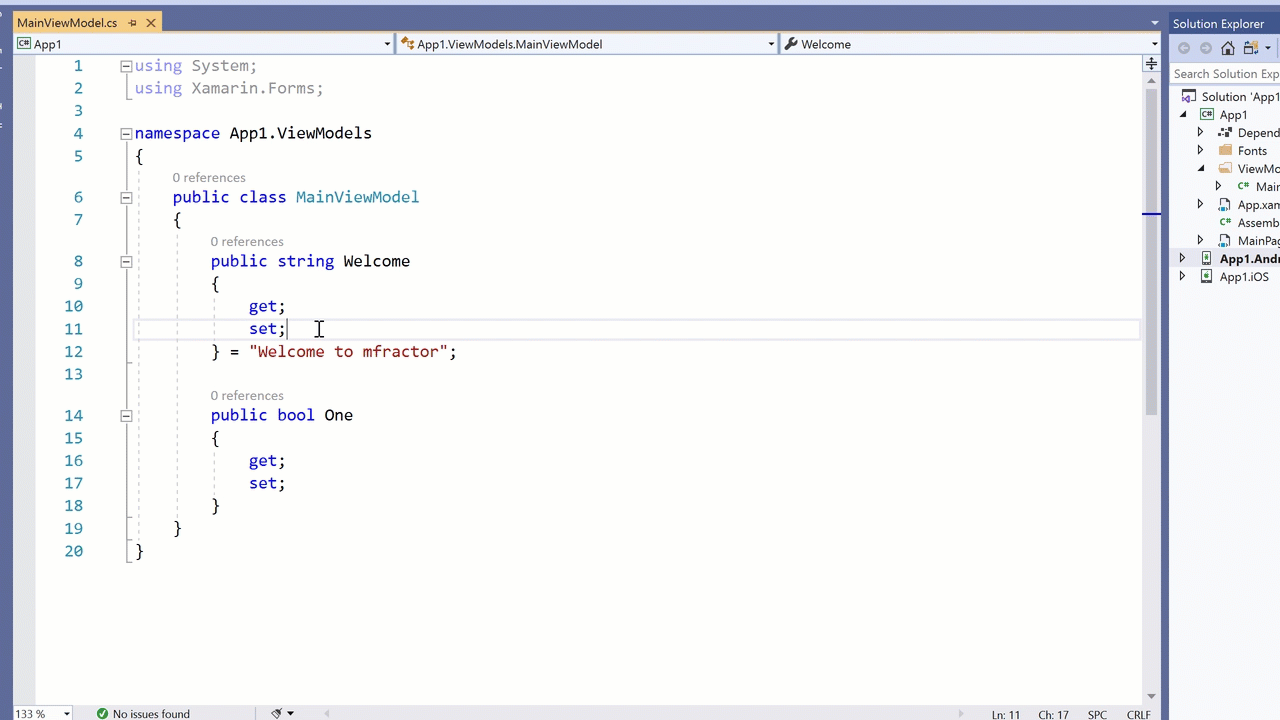 MainViewModel.cs
Solution Explorer
App1
App1.ViewModels.MainViewModel
Welcome
Search Solution Exp
1 using System;
2 using Xamarin.Forms;
3
4 namespace App1.ViewModels
5 {
0 references
6 public class MainViewModel
7 {
0 references
8 public string Welcome
9 {
10 get;
11 set;
12 } = "Welcome to mfractor";
13
0 references
14 public bool One
15 {
16 get;
17 set;
18 }
19 }
20 }
Solution 'App1
C# App1
Depend
Fonts
ViewMo
C# Main
App.xam
C# Assemb
MainPag
App1.And
App1.iOS
133 %
No issues found
Ln: 11
Ch: 17
SPC
CRLF